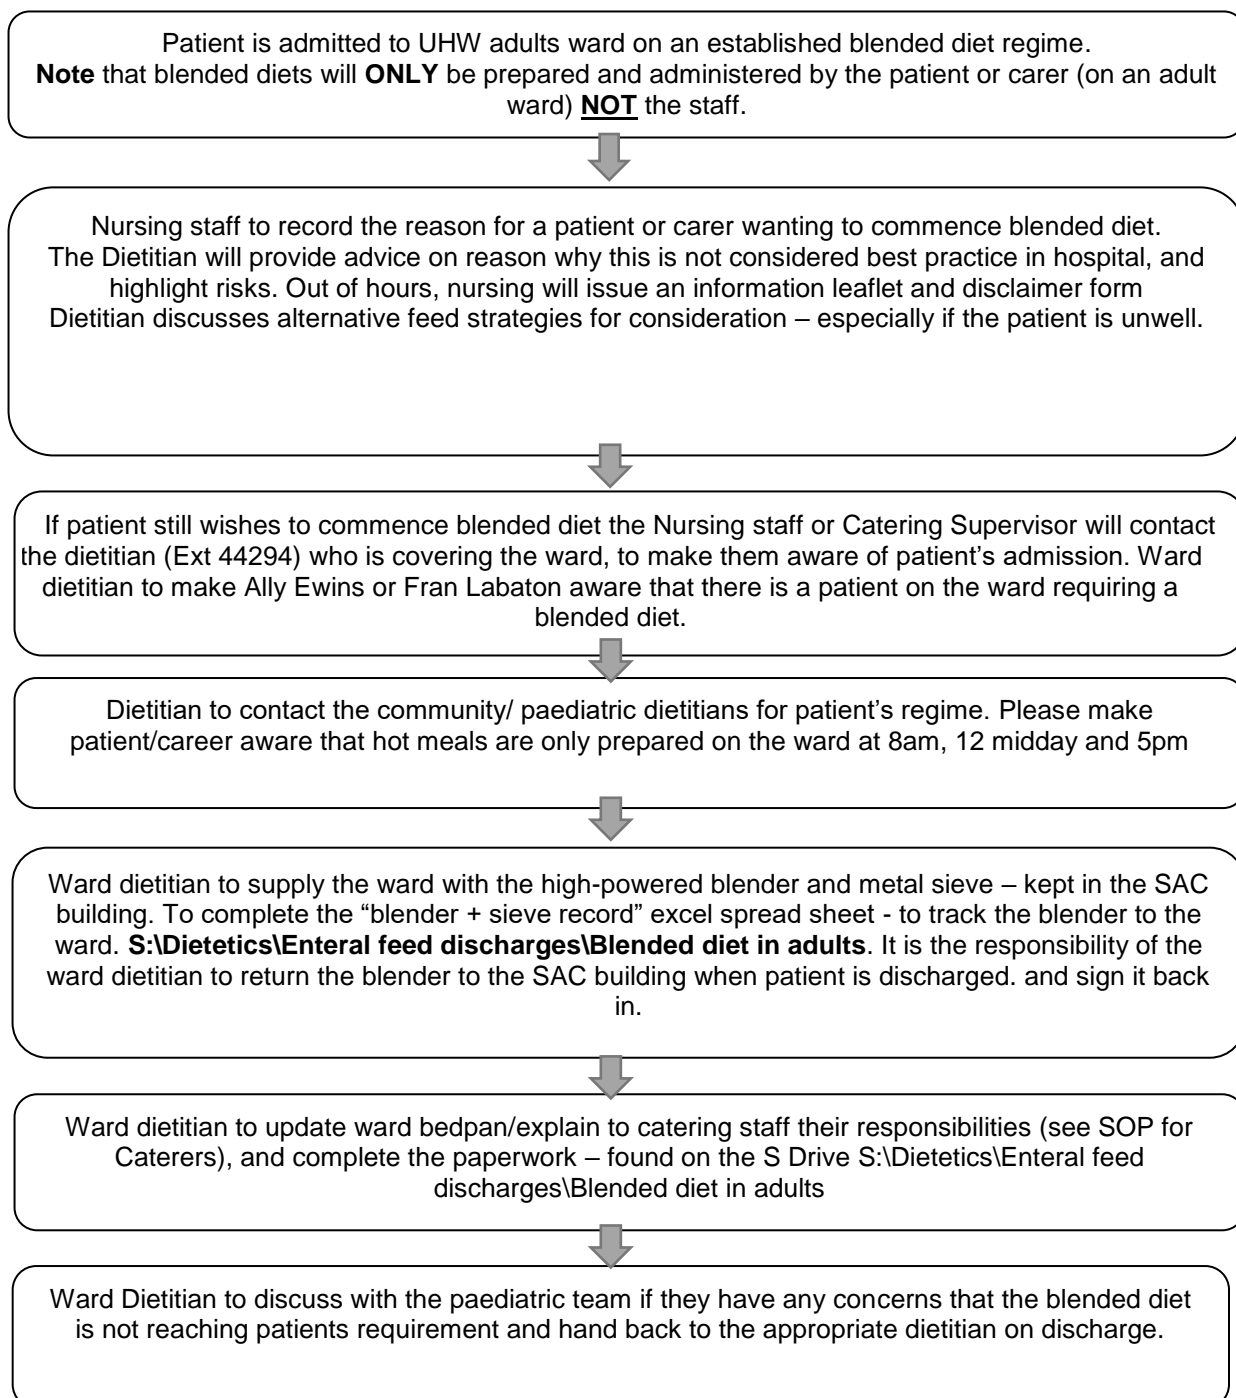 Patient is admitted to UHW adults ward on an established blended diet regime.
Note that blended diets will ONLY be prepared and administered by the patient or carer (on an adult
ward) NOT the staff.
Nursing staff to record the reason for a patient or carer wanting to commence blended diet.
The Dietitian will provide advice on reason why this is not considered best practice in hospital, and
highlight risks. Out of hours, nursing will issue an information leaflet and disclaimer form
Dietitian discusses alternative feed strategies for consideration – especially if the patient is unwell.
If patient still wishes to commence blended diet the Nursing staff or Catering Supervisor will contact
the dietitian (Ext 44294) who is covering the ward, to make them aware of patient's admission. Ward
dietitian to make Ally Ewins or Fran Labaton aware that there is a patient on the ward requiring a
blended diet.
Dietitian to contact the community/ paediatric dietitians for patient's regime. Please make
patient/career aware that hot meals are only prepared on the ward at 8am, 12 midday and 5pm
Ward dietitian to supply the ward with the high-powered blender and metal sieve – kept in the SAC
building. To complete the "blender + sieve record" excel spread sheet - to track the blender to the
ward. S:\Dietetics\Enteral feed discharges\Blended diet in adults. It is the responsibility of the
ward dietitian to return the blender to the SAC building when patient is discharged. and sign it back
in.
Ward dietitian to update ward bedpan/explain to catering staff their responsibilities (see SOP for
Caterers), and complete the paperwork – found on the S Drive S:\Dietetics\Enteral feed
discharges\Blended diet in adults
Ward Dietitian to discuss with the paediatric team if they have any concerns that the blended diet
is not reaching patients requirement and hand back to the appropriate dietitian on discharge.